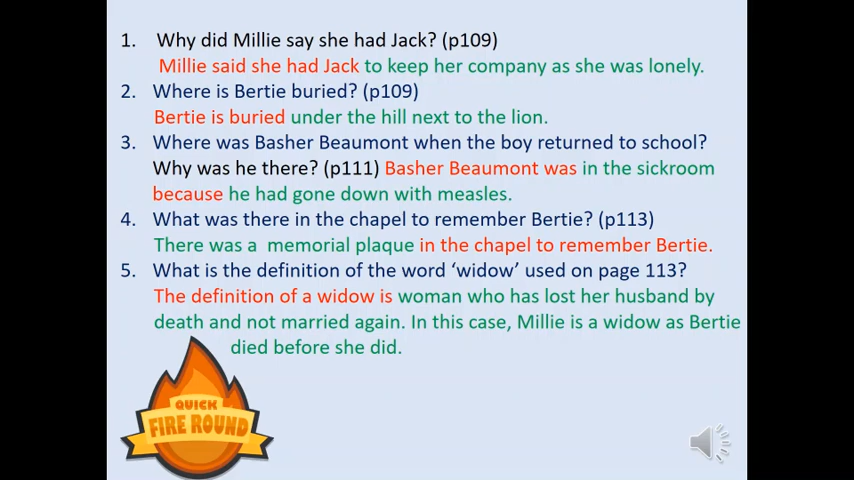 1. Why did Millie say she had Jack? (p109)
Millie said she had Jack to keep her company as she was lonely.
2. Where is Bertie buried? (p109)
Bertie is buried under the hill next to the lion.
3. Where was Basher Beaumont when the boy returned to school?
Why was he there? (p111) Basher Beaumont was in the sickroom
because he had gone down with measles.
4. What was there in the chapel to remember Bertie? (p113)
There was a memorial plaque in the chapel to remember Bertie.
5. What is the definition of the word ‘widow’ used on page 113?
The definition of a widow is woman who has lost her husband by
death and not married again. In this case, Millie is a widow as Bertie
died before she did.
QUICK
FIRE ROUND